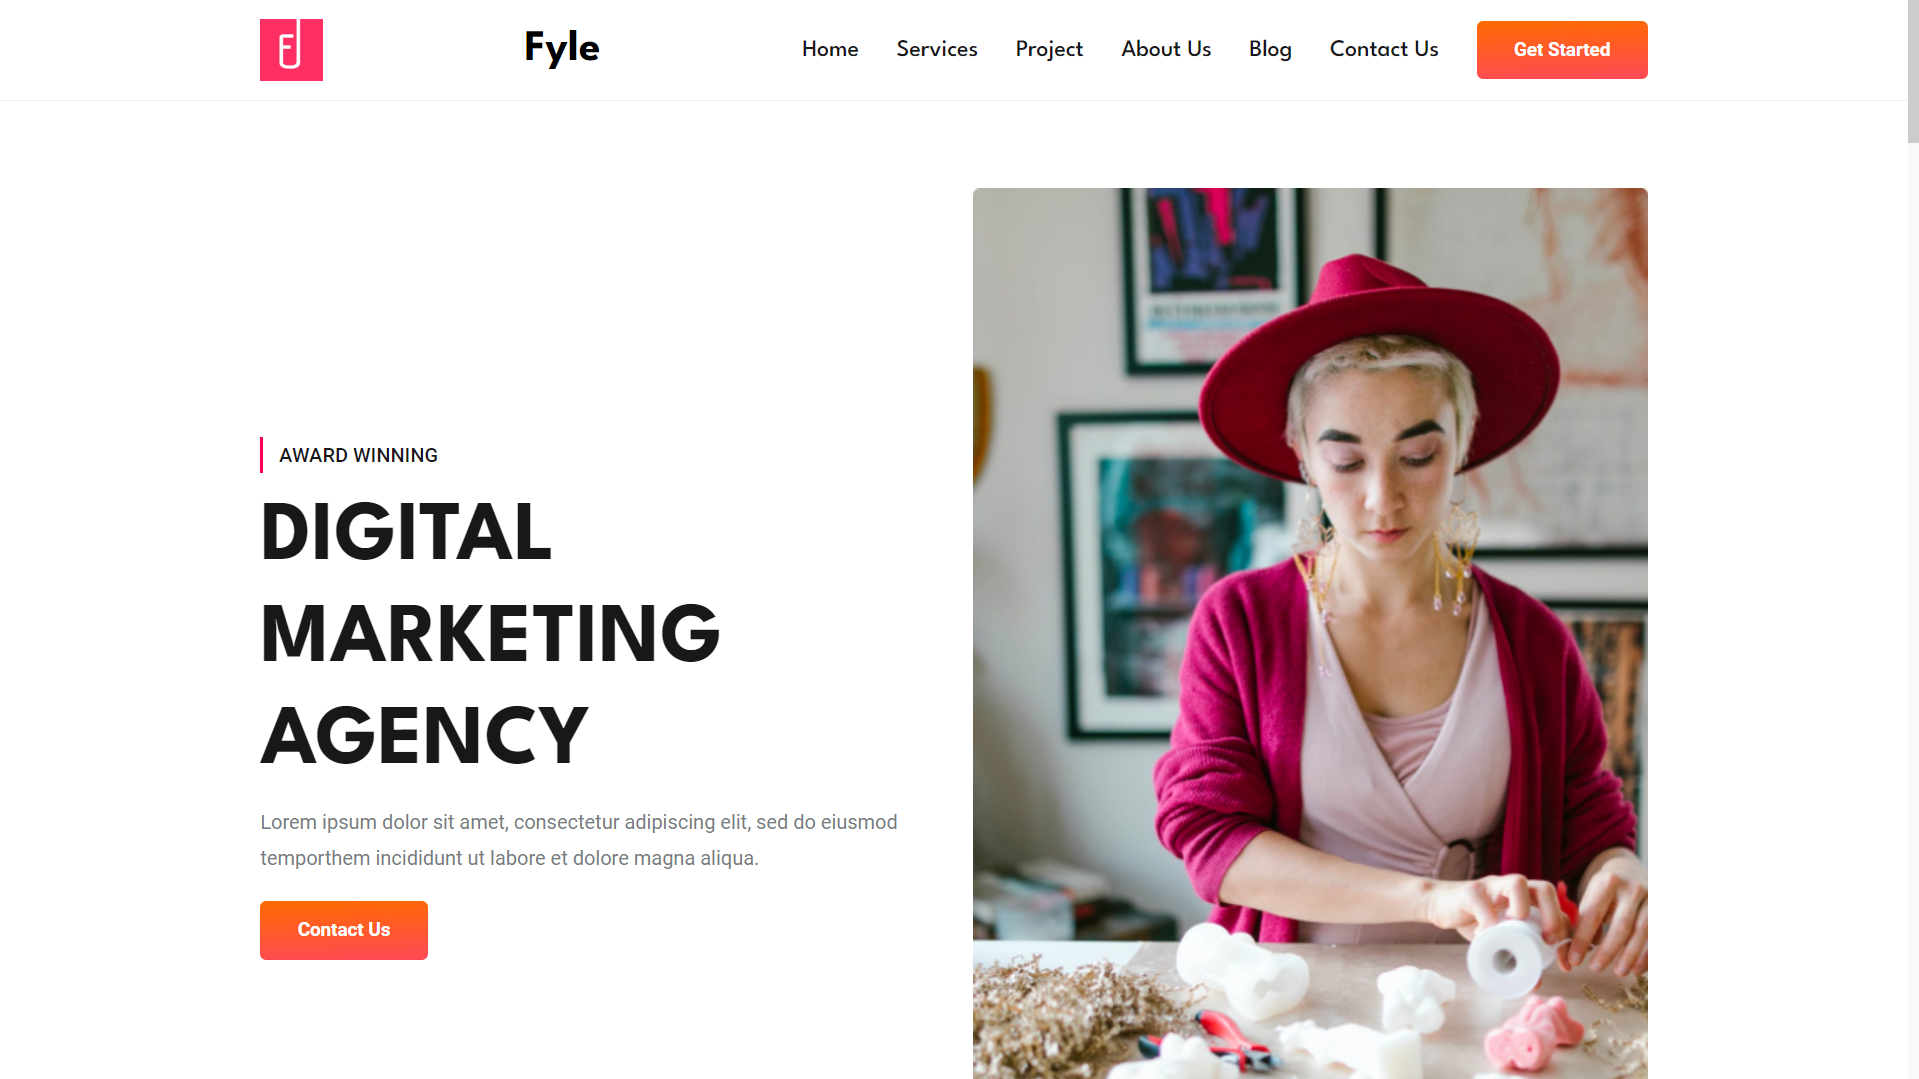 Fyle
Home Services Project About Us Blog Contact Us Get Started
AWARD WINNING
DIGITAL
MARKETING
AGENCY
Lorem ipsum dolor sit amet, consectetur adipiscing elit, sed do eiusmod
temporthem incididunt ut labore et dolore magna aliqua.
Contact Us